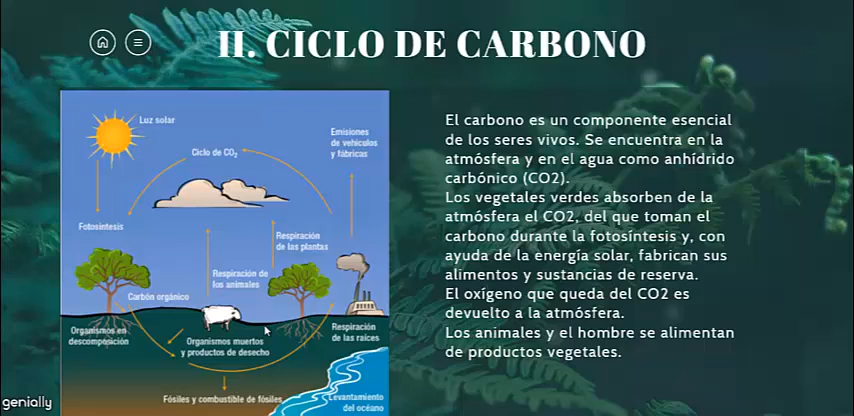 II. CICLO DE CARBONO
Luz solar
Emisiones
de vehículos
y fábricas
Ciclo de CO2
Fotosíntesis
Respiración
de las plantas
Respiración de
los animales
Carbón orgánico
Organismos en
descomposición
Organismos muertos
y productos de desecho
Respiración
de las raíces
Fósiles y combustible de fósiles
Levantamiento
del océano
El carbono es un componente esencial
de los seres vivos. Se encuentra en la
atmósfera y en el agua como anhídrido
carbónico (CO2).
Los vegetales verdes absorben de la
atmósfera el CO2, del que toman el
carbono durante la fotosíntesis y, con
ayuda de la energía solar, fabrican sus
alimentos y sustancias de reserva.
El oxígeno que queda del CO2 es
devuelto a la atmósfera.
Los animales y el hombre se alimentan
de productos vegetales.
genially